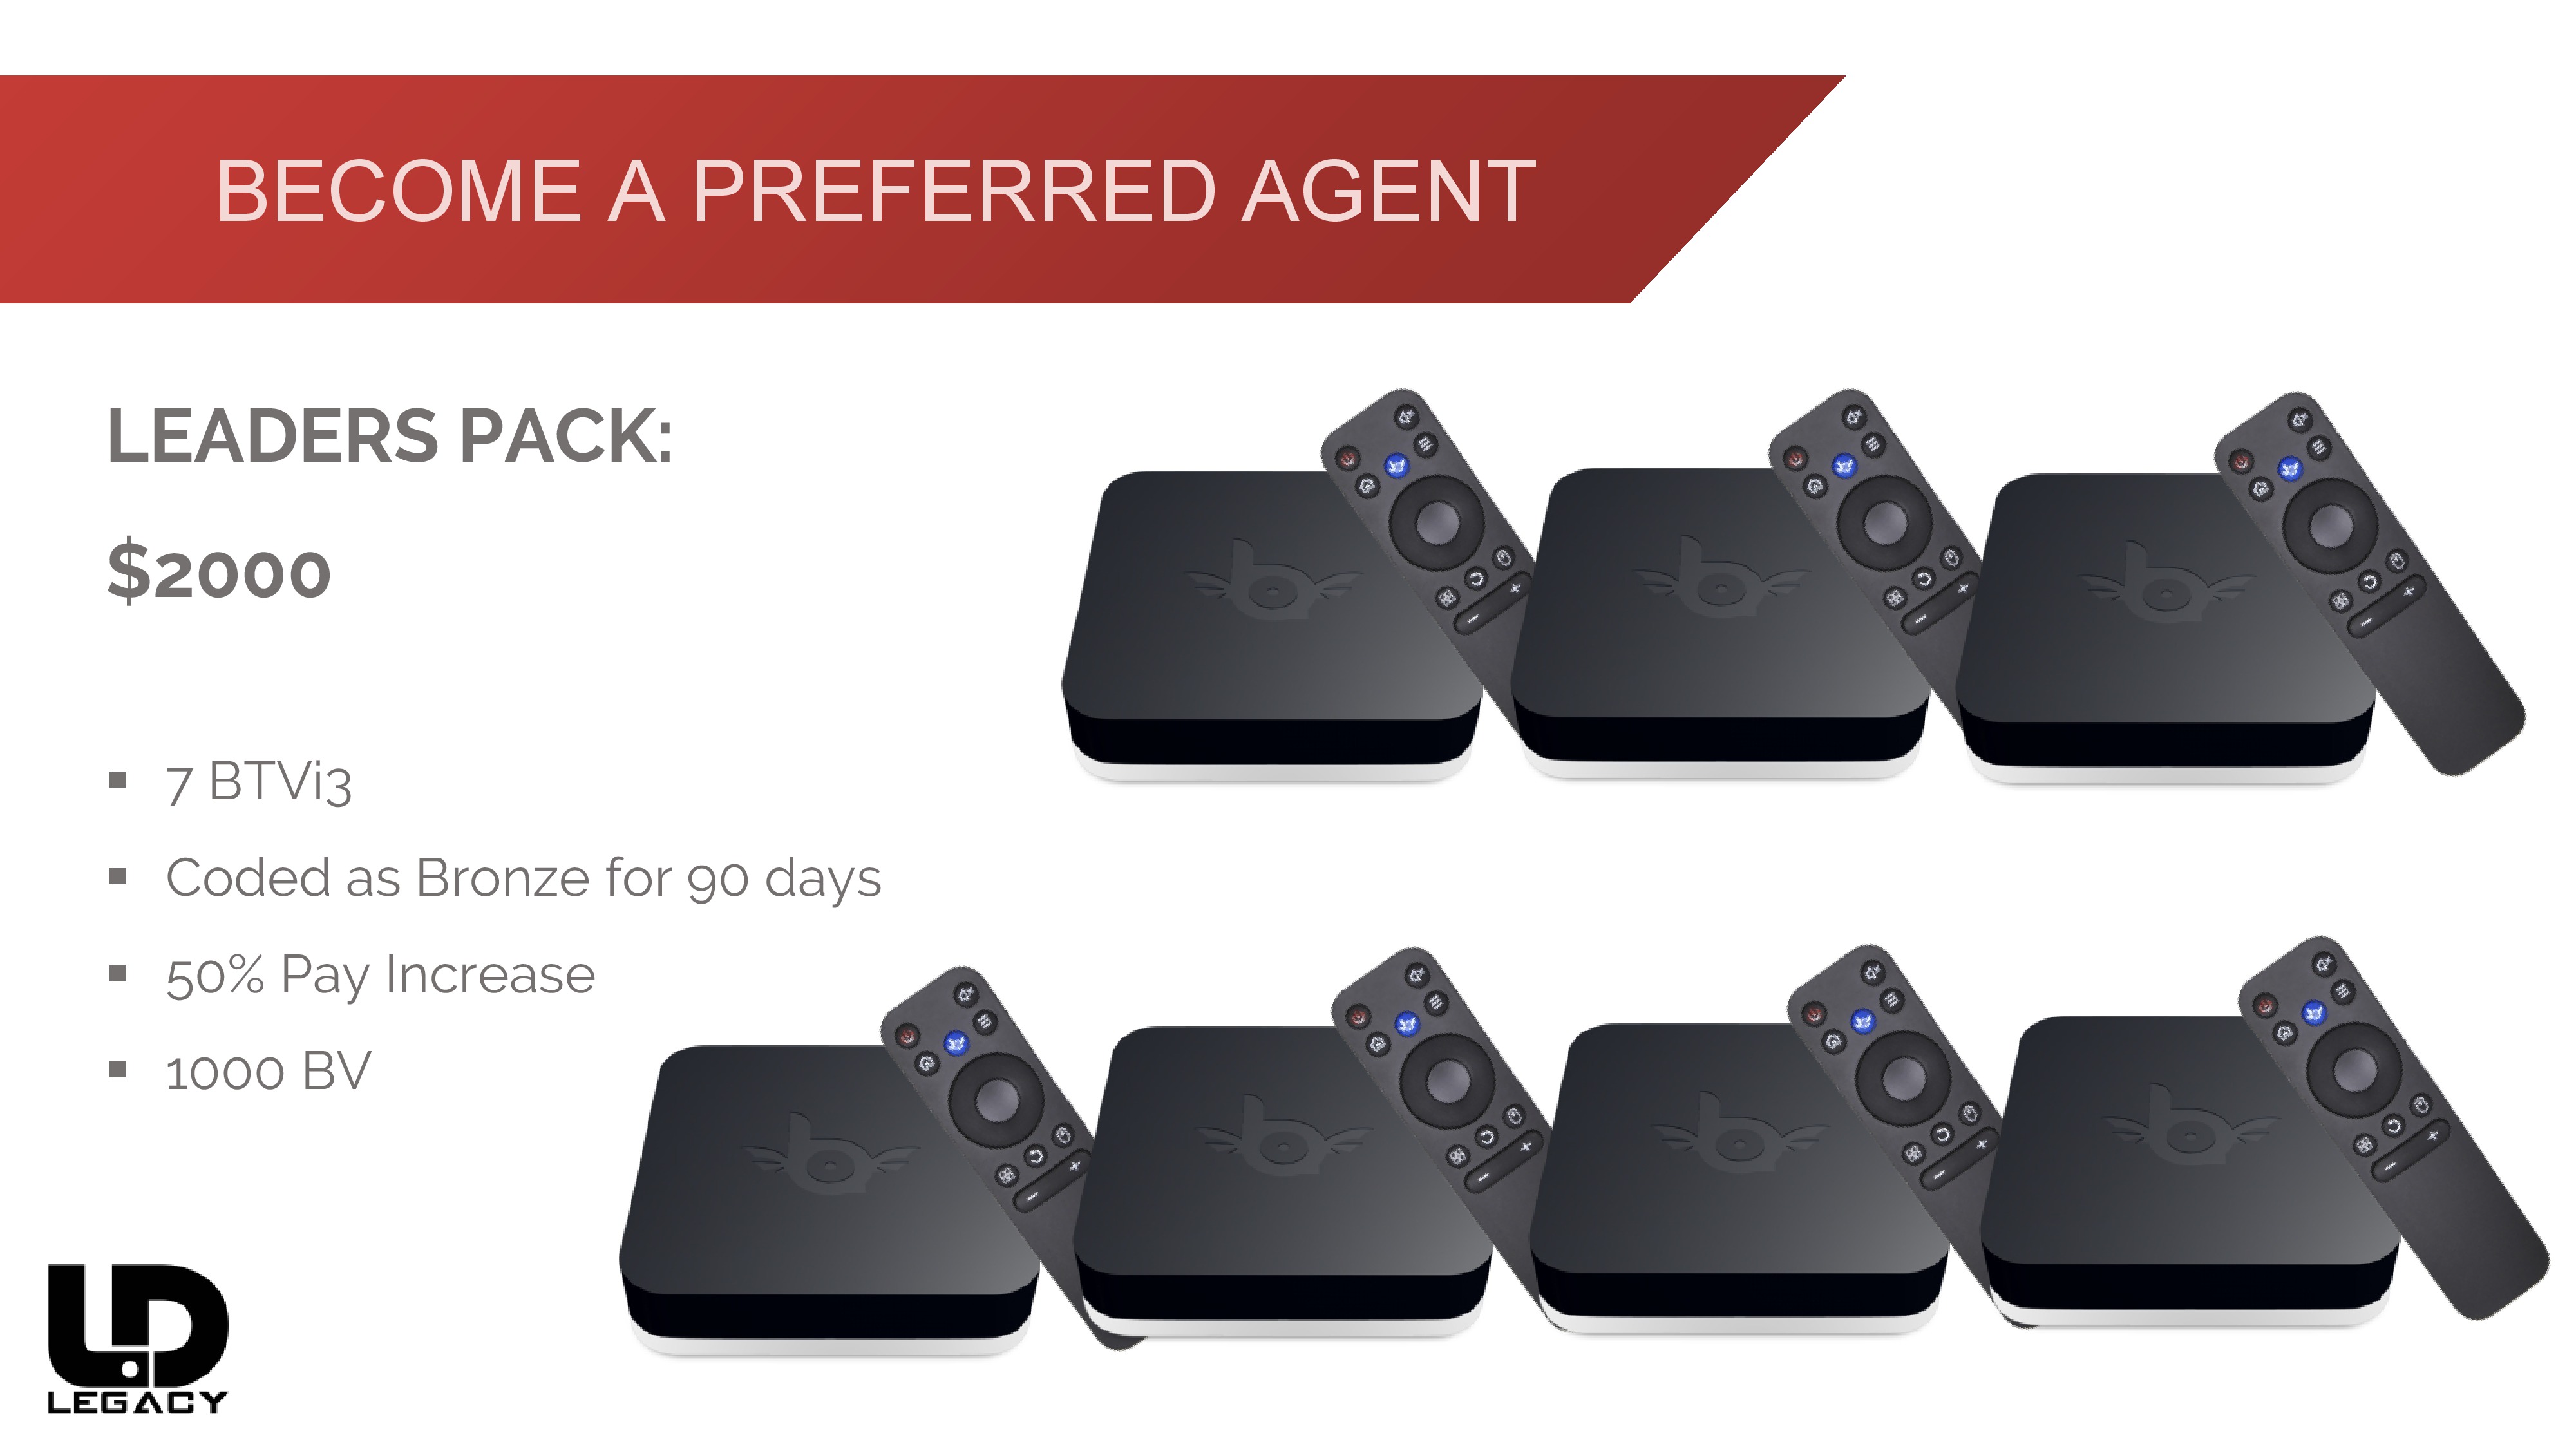 BECOME A PREFERRED AGENT
LEADERS PACK:
$2000
▪ 7 BTVi3
▪ Coded as Bronze for 90 days
▪ 50% Pay Increase
▪ 1000 BV
LD
LEGACY